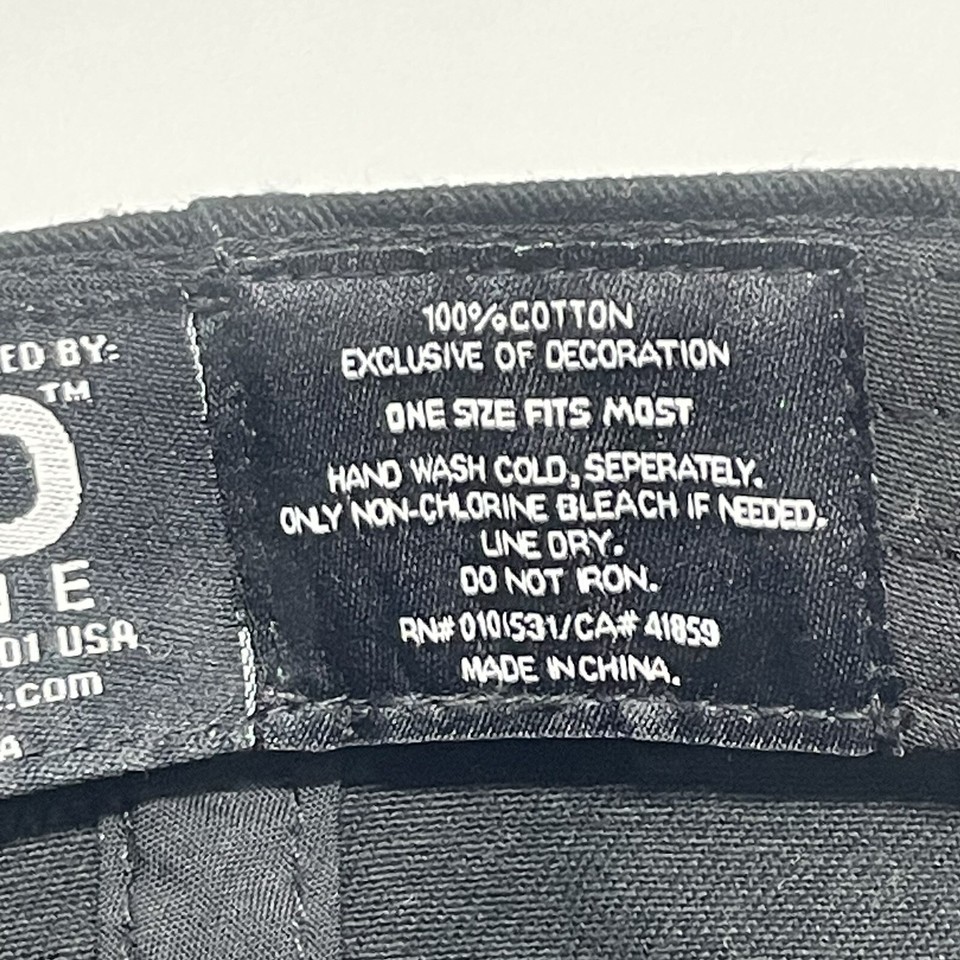 ED BY:
TM
N E
01 USA
.com
A
100% COTTON
EXCLUSIVE OF DECORATION
ONE SIZE FITS MOST
HAND WASH COLD, SEPERATELY.
ONLY NON-CHLORINE BLEACH IF NEEDED.
LINE DRY.
DO NOT IRON.
RN# 0101531/CA# 41859
MADE IN CHINA.